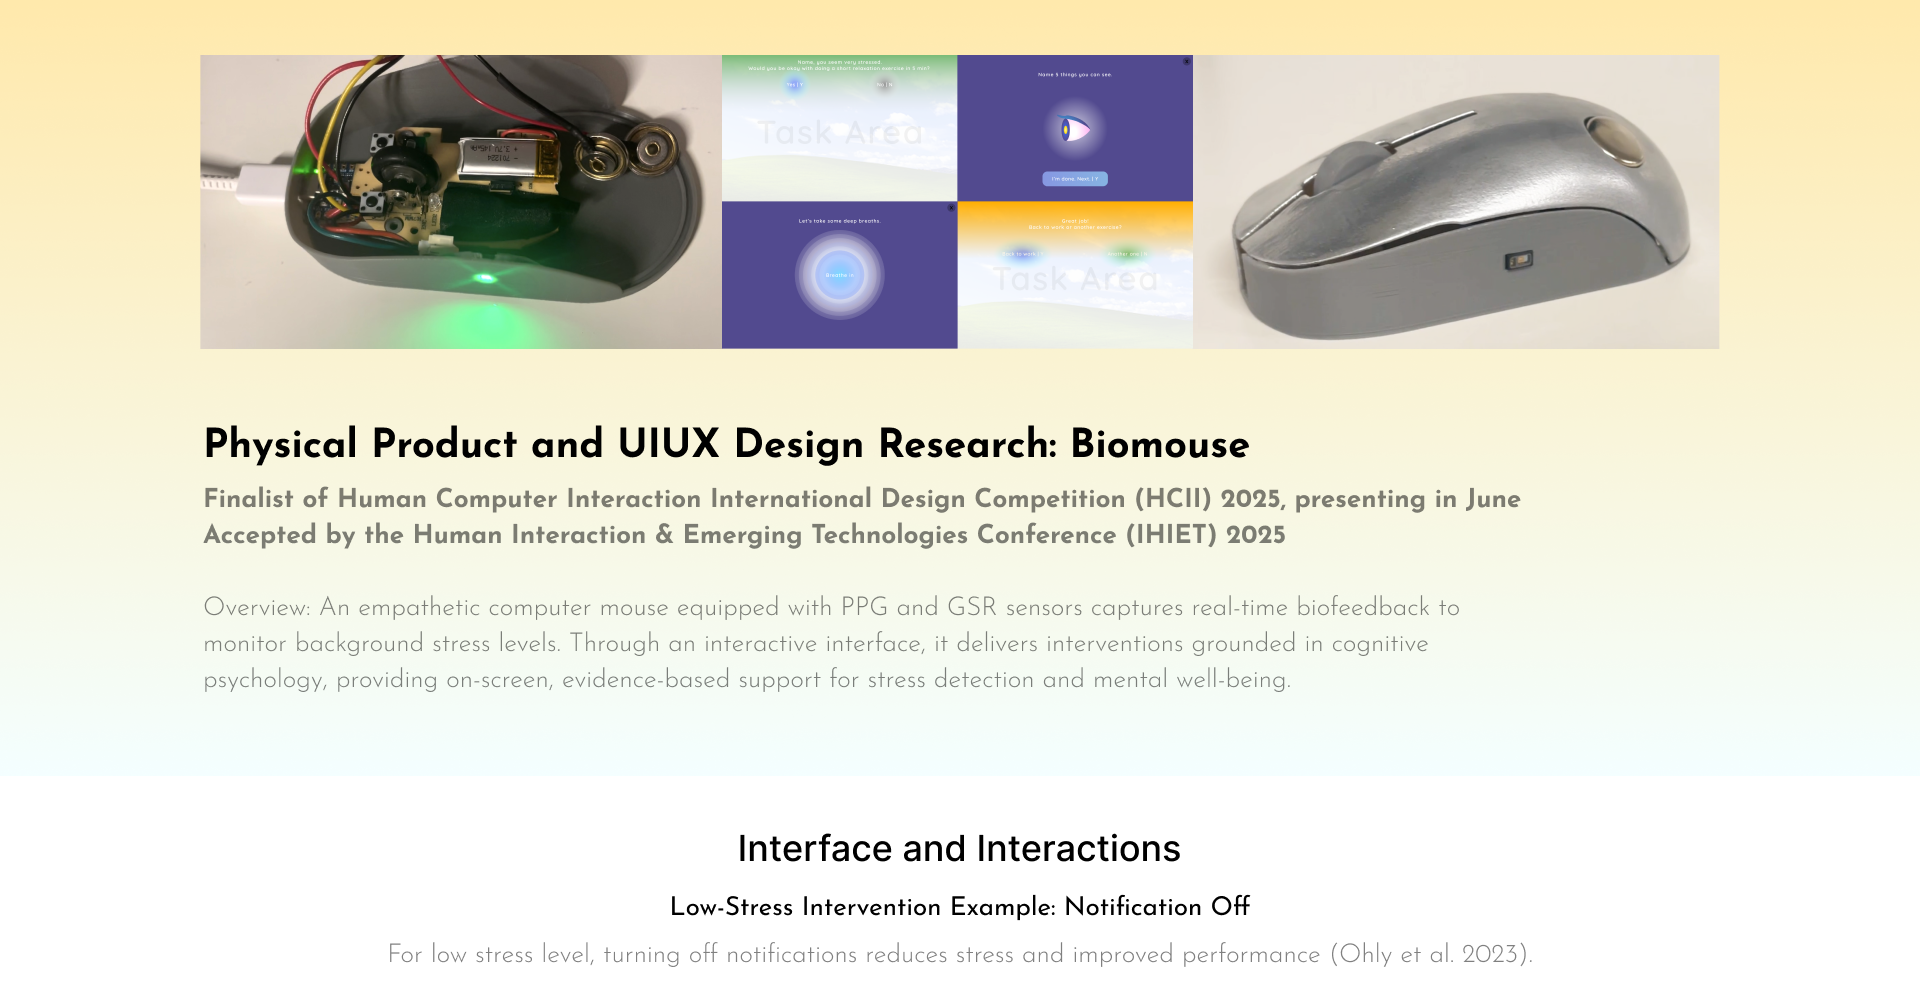 Name, you seem very stressed.
Would you be okay with doing a short relaxation exercise in 3 min?
Yes | Y
No | N
Task Area
Name 5 things you can see.
I'm done. Next. | Y
Let's take some deep breaths.
Breathe in
Great job!
Back to work or another exercise?
Back to work | Y
Task Area
Physical Product and UIUX Design Research: Biomouse
Finalist of Human Computer Interaction International Design Competition (HCII) 2025, presenting in June
Accepted by the Human Interaction & Emerging Technologies Conference (IHIET) 2025
Overview: An empathetic computer mouse equipped with PPG and GSR sensors captures real-time biofeedback to
monitor background stress levels. Through an interactive interface, it delivers interventions grounded in cognitive
psychology, providing on-screen, evidence-based support for stress detection and mental well-being.
Interface and Interactions
Low-Stress Intervention Example: Notification Off
For low stress level, turning off notifications reduces stress and improved performance (Ohly et al. 2023).